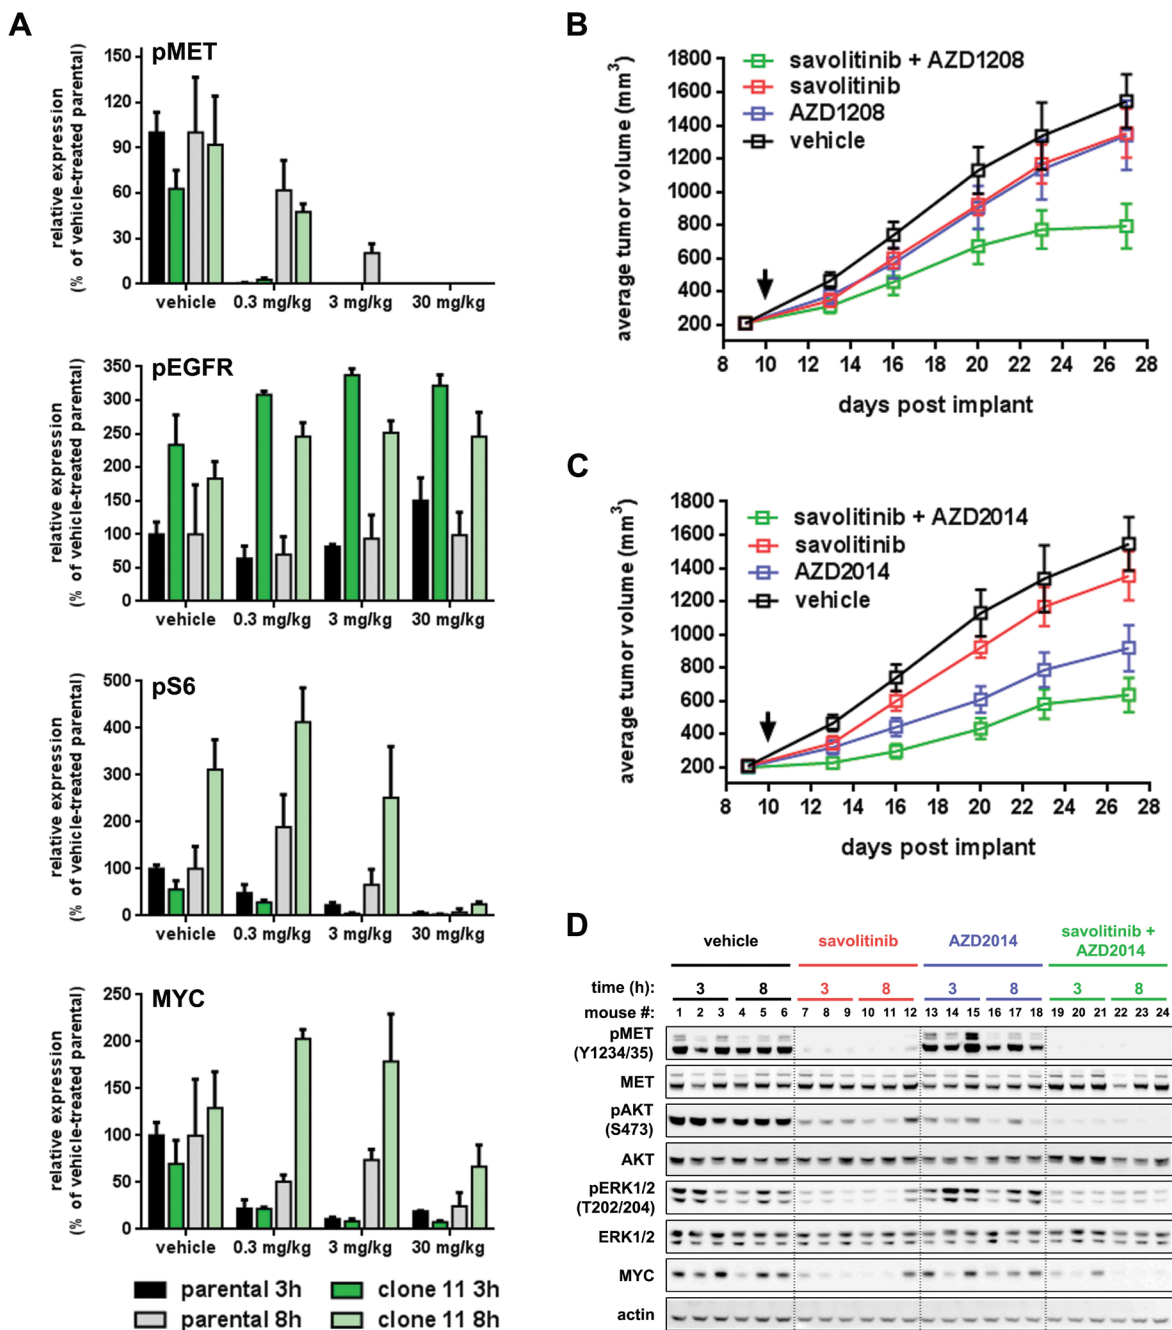 A
pMET
relative expression
(% of vehicle-treated parental)
150
120
90
60
30
0
vehicle 0.3 mg/kg 3 mg/kg 30 mg/kg
pEGFR
relative expression
(% of vehicle-treated parental)
350
300
250
200
150
100
50
0
vehicle 0.3 mg/kg 3 mg/kg 30 mg/kg
pS6
relative expression
(% of vehicle-treated parental)
500
400
300
200
100
0
vehicle 0.3 mg/kg 3 mg/kg 30 mg/kg
MYC
relative expression
(% of vehicle-treated parental)
250
200
150
100
50
0
vehicle 0.3 mg/kg 3 mg/kg 30 mg/kg
parental 3h clone 11 3h
parental 8h clone 11 8h
B
average tumor volume (mm³)
1800
1600
1400
1200
1000
800
600
400
200
savolitinib + AZD1208
savolitinib
AZD1208
vehicle
8 10 12 14 16 18 20 22 24 26 28
days post implant
C
average tumor volume (mm³)
1800
1600
1400
1200
1000
800
600
400
200
savolitinib + AZD2014
savolitinib
AZD2014
vehicle
8 10 12 14 16 18 20 22 24 26 28
days post implant
D
vehicle savolitinib AZD2014 savolitinib +
AZD2014
time (h): 3 8 3 8 3 8 3 8
mouse #: 1 2 3 4 5 6 7 8 9 10 11 12 13 14 15 16 17 18 19 20 21 22 23 24
pMET
(Y1234/35)
MET
pAKT
(S473)
AKT
pERK1/2
(T202/204)
ERK1/2
MYC
actin